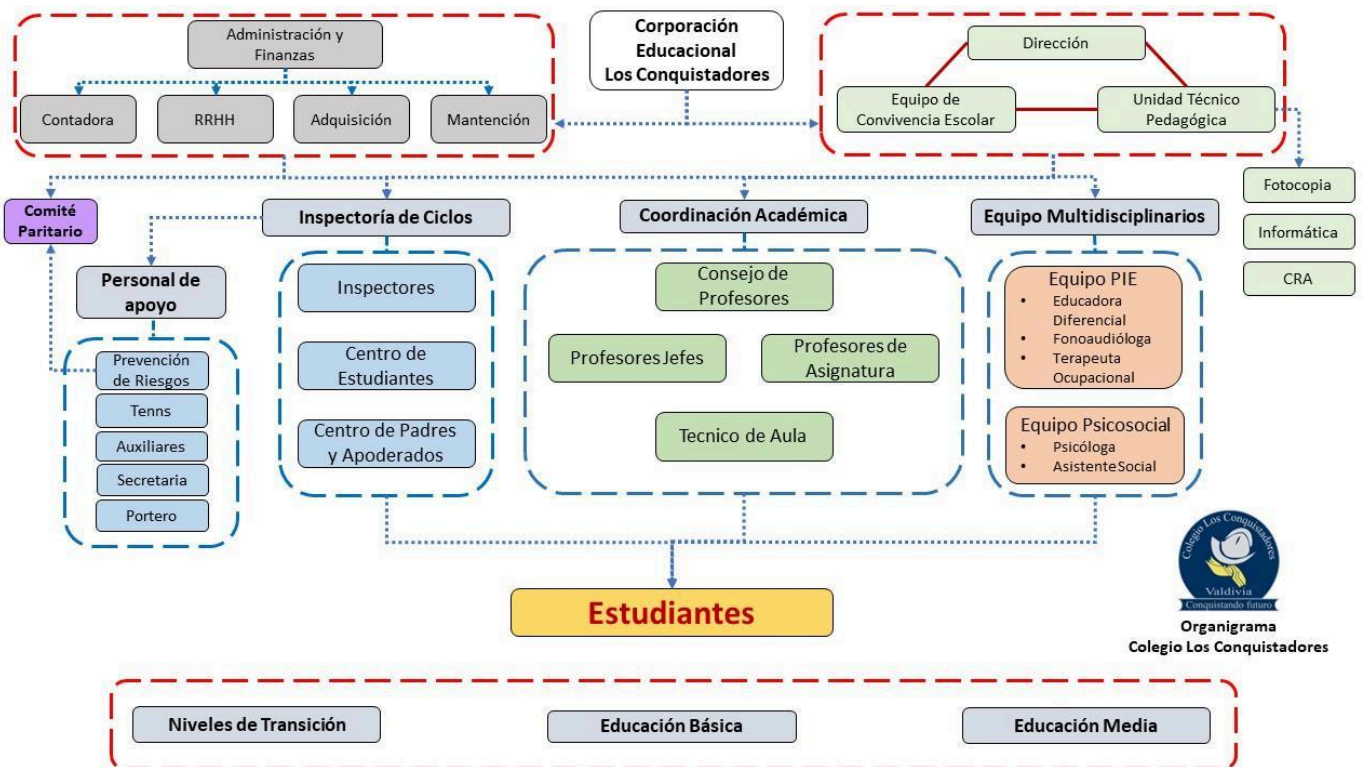 Administración y
Finanzas
Contadora
RRHH
Adquisición
Mantención
Corporación
Educacional
Los Conquistadores
Dirección
Equipo de
Convivencia Escolar
Unidad Técnico
Pedagógica
Fotocopia
Informática
CRA
Comité
Paritario
Inspectoría de Ciclos
Coordinación Académica
Equipo Multidisciplinarios
Personal de
apoyo
Prevención
de Riesgos
Tenns
Auxiliares
Secretaria
Portero
Inspectores
Centro de
Estudiantes
Centro de Padres
y Apoderados
Consejo de
Profesores
Profesores Jefes
Profesores de
Asignatura
Tecnico de Aula
Equipo PIE
• Educadora
Diferencial
• Fonoaudióloga
• Terapeuta
Ocupacional
Equipo Psicosocial
• Psicóloga
• Asistente Social
Estudiantes
Colegio Los Conquistadores
Valdivia
Conquistando futuro
Organigrama
Colegio Los Conquistadores
Niveles de Transición
Educación Básica
Educación Media